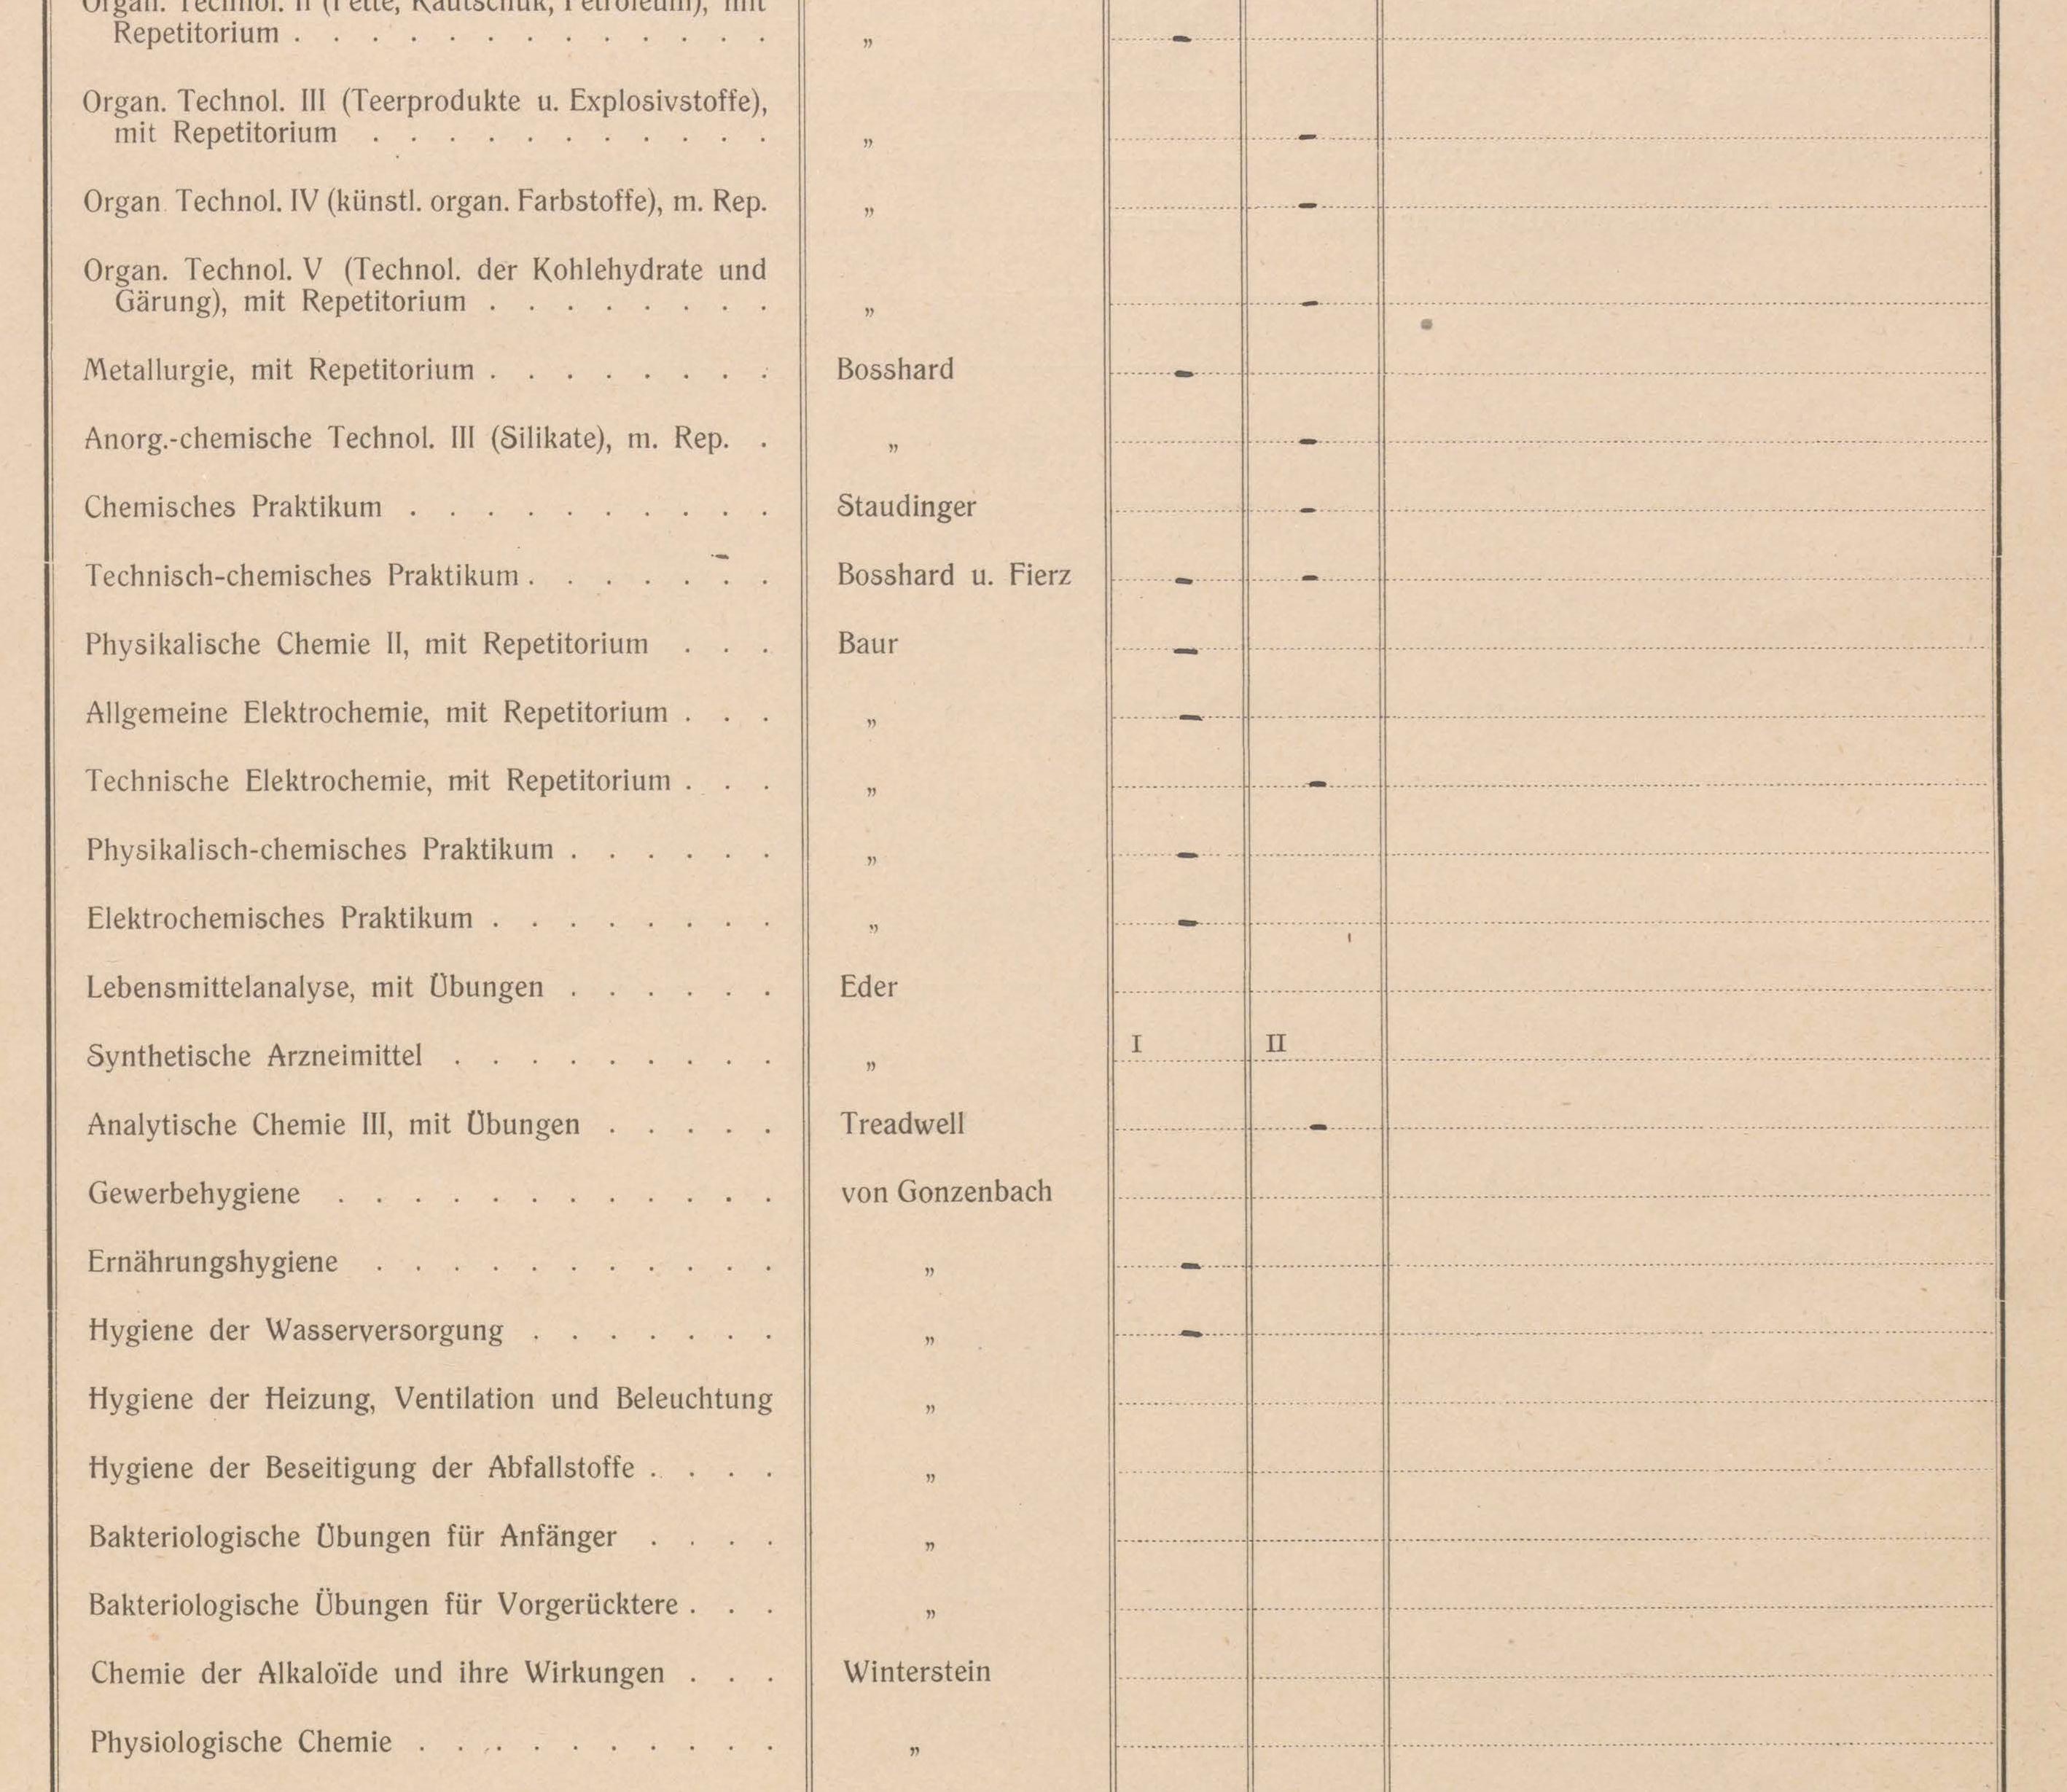 Organ. Technol. II (Fette, Kautschuk, Petroleum), mit
Repetitorium . . . . . . . . . . . . . „ -
Organ. Technol. III (Teerprodukte u. Explosivstoffe),
mit Repetitorium . . . . . . . . . . . „ -
Organ. Technol. IV (künstl. organ. Farbstoffe), m. Rep. „ -
Organ. Technol. V (Technol. der Kohlehydrate und
Gärung), mit Repetitorium . . . . . . . . „ -
Metallurgie, mit Repetitorium . . . . . . . . Bosshard -
Anorg.-chemische Technol. III (Silikate), m. Rep. . „ -
Chemisches Praktikum . . . . . . . . . . Staudinger -
Technisch-chemisches Praktikum . . . . . . . Bosshard u. Fierz - -
Physikalische Chemie II, mit Repetitorium . . . Baur -
Allgemeine Elektrochemie, mit Repetitorium . . . „ -
Technische Elektrochemie, mit Repetitorium . . . „ -
Physikalisch-chemisches Praktikum . . . . . . „ -
Elektrochemisches Praktikum . . . . . . . . „ -
Lebensmittelanalyse, mit Übungen . . . . . . Eder
Synthetische Arzneimittel . . . . . . . . . „ I II
Analytische Chemie III, mit Übungen . . . . . Treadwell -
Gewerbehygiene . . . . . . . . . . . . von Gonzenbach
Ernährungshygiene . . . . . . . . . . . „ -
Hygiene der Wasserversorgung . . . . . . . „ -
Hygiene der Heizung, Ventilation und Beleuchtung „
Hygiene der Beseitigung der Abfallstoffe . . . . „
Bakteriologische Übungen für Anfänger . . . . „
Bakteriologische Übungen für Vorgerücktere . . . „
Chemie der Alkaloïde und ihre Wirkungen . . . Winterstein
Physiologische Chemie . . . . . . . . . . „